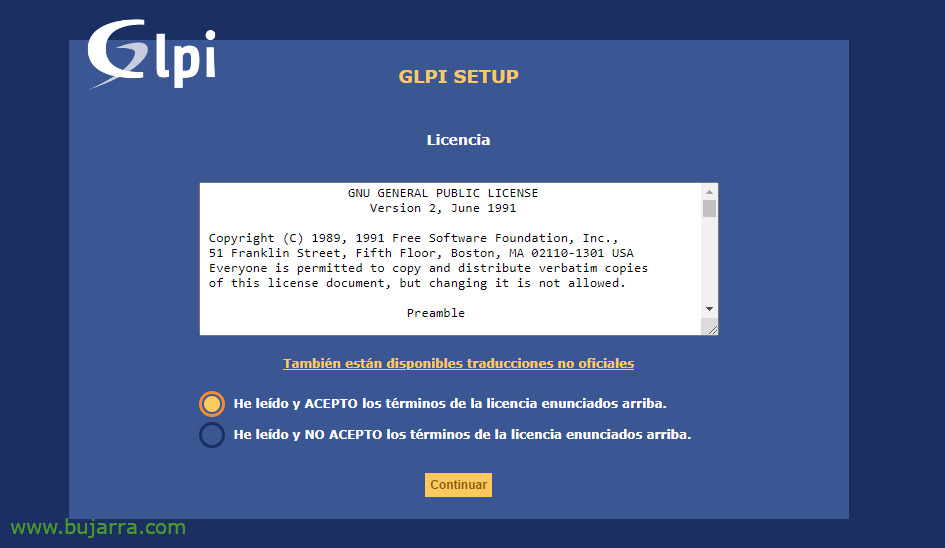 Glpi
GLPI SETUP
Licencia
GNU GENERAL PUBLIC LICENSE
Version 2, June 1991
Copyright (C) 1989, 1991 Free Software Foundation, Inc.,
51 Franklin Street, Fifth Floor, Boston, MA 02110-1301 USA
Everyone is permitted to copy and distribute verbatim copies
of this license document, but changing it is not allowed.
Preamble
También están disponibles traducciones no oficiales
He leído y ACEPTO los términos de la licencia enunciados arriba.
He leído y NO ACEPTO los términos de la licencia enunciados arriba.
Continuar
www.bujarra.com